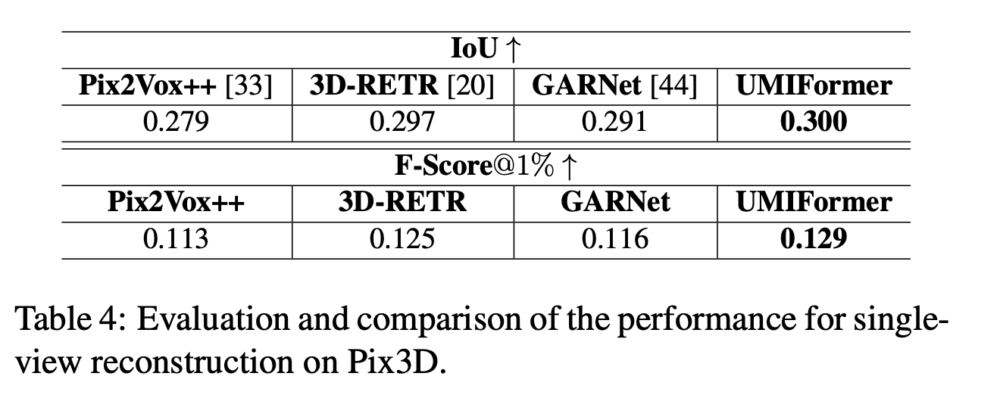 IoU ↑
Pix2Vox++ [33] 3D-RETR [20] GARNet [44] UMIFormer
0.279 0.297 0.291 0.300
F-Score@1% ↑
Pix2Vox++ 3D-RETR GARNet UMIFormer
0.113 0.125 0.116 0.129
Table 4: Evaluation and comparison of the performance for single-
view reconstruction on Pix3D.